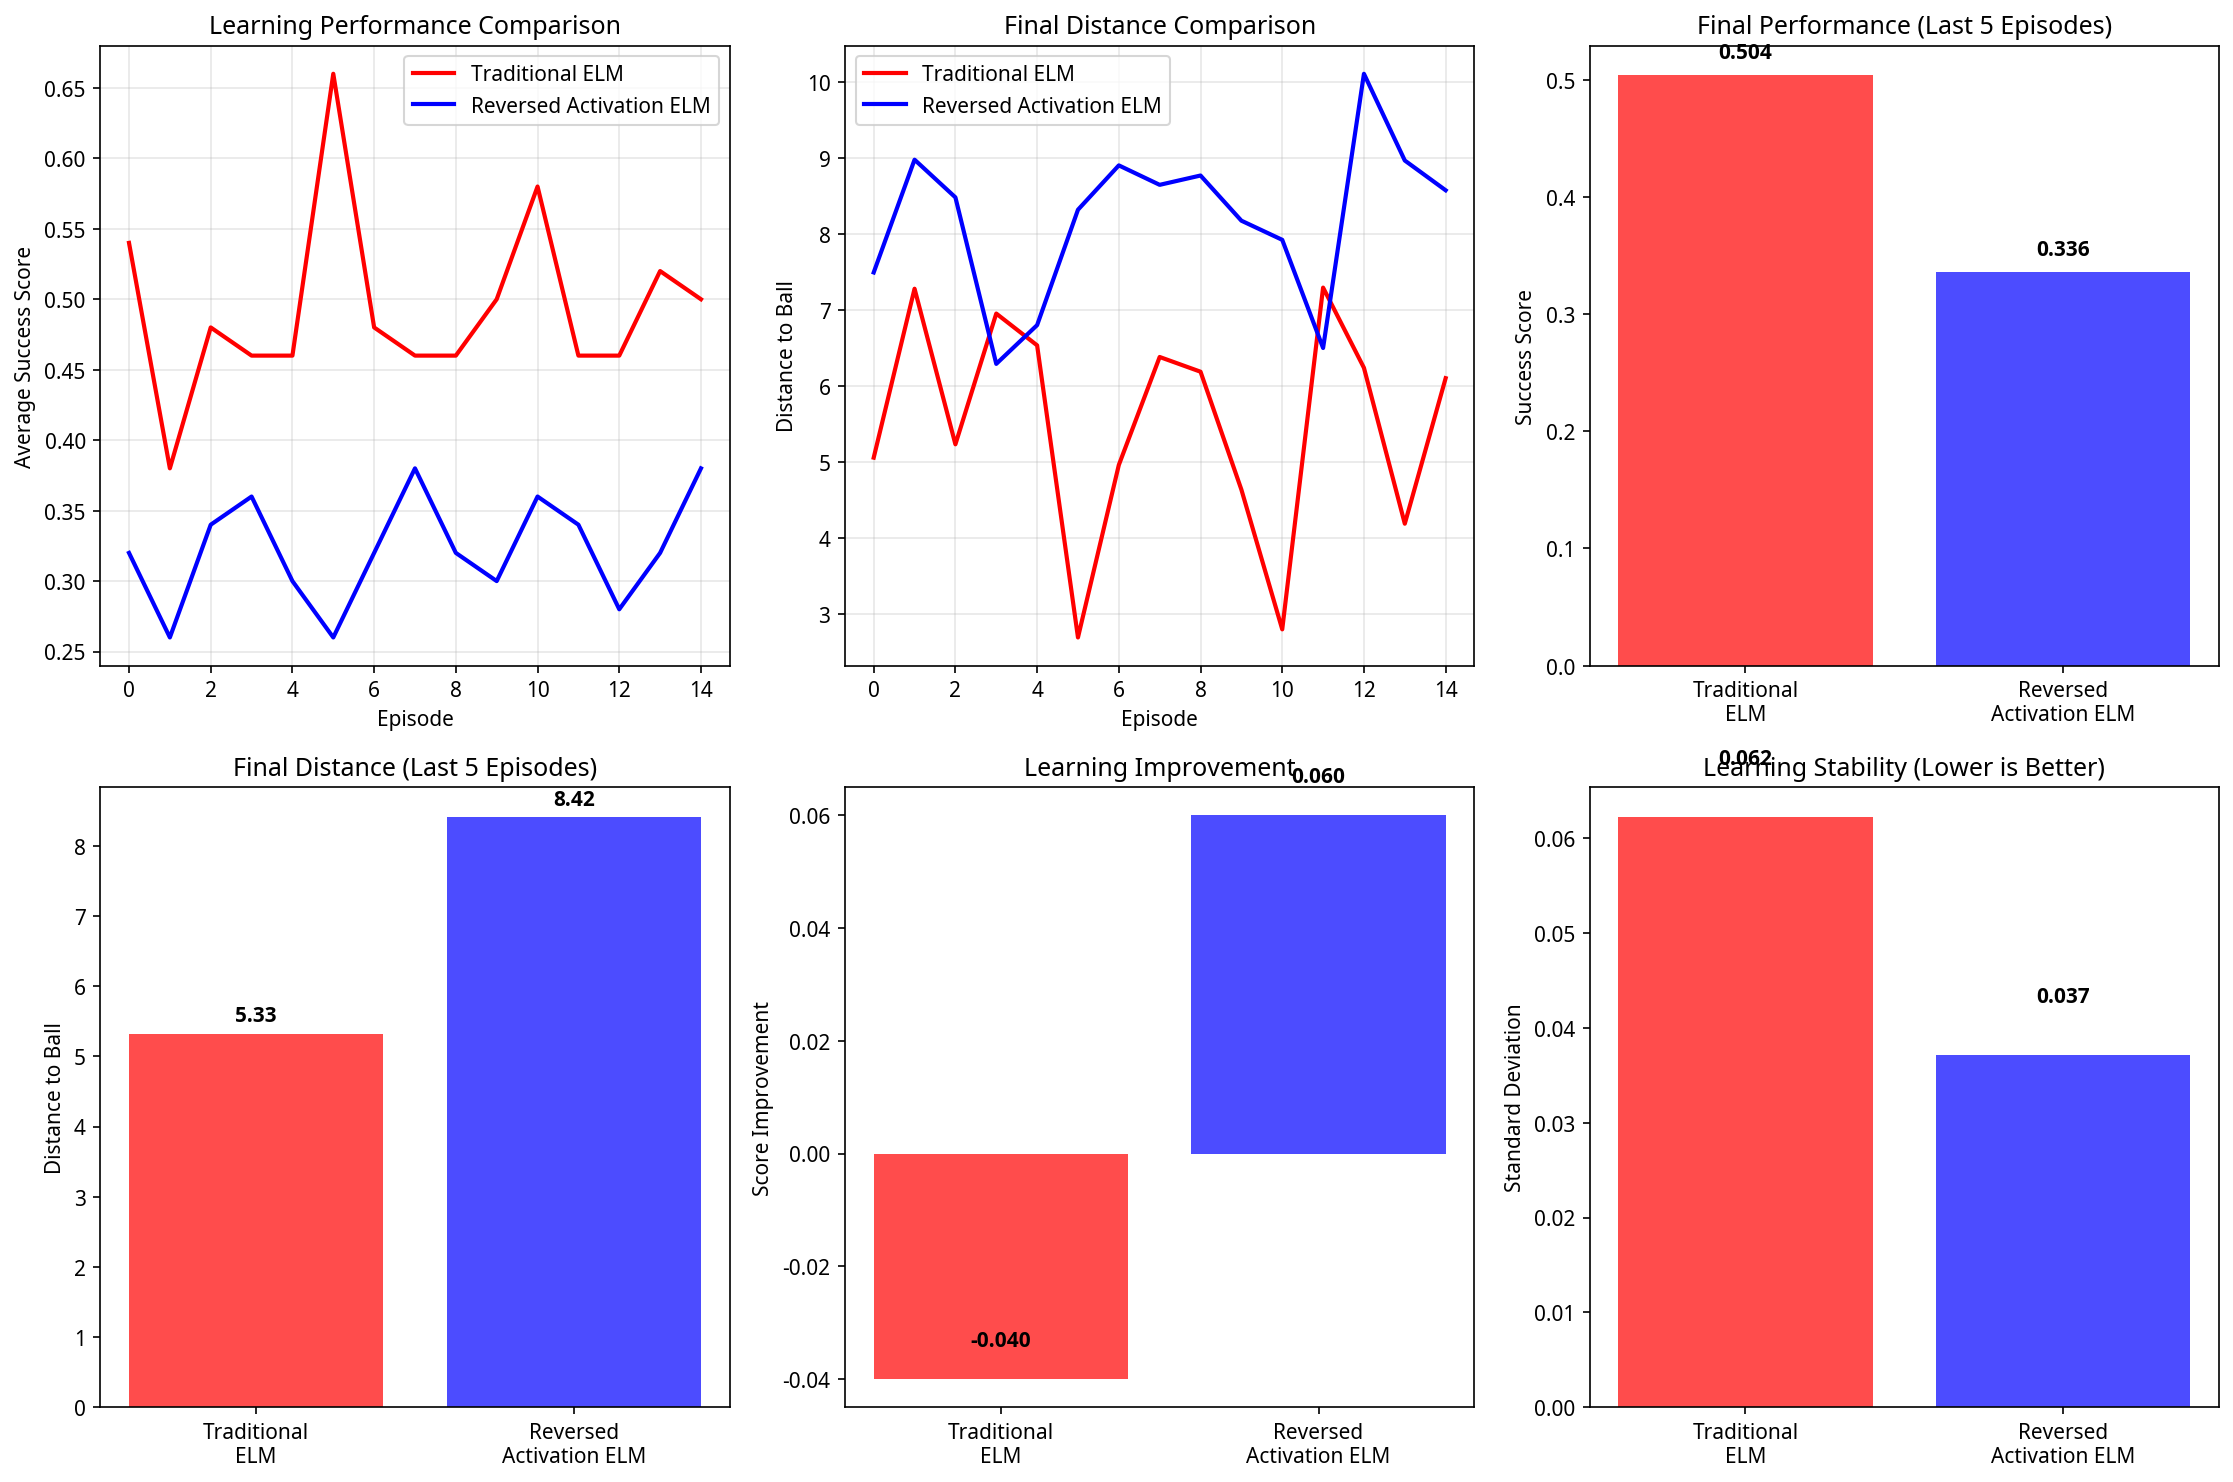 Learning Performance Comparison
Traditional ELM
Reversed Activation ELM
Average Success Score
0.65
0.60
0.55
0.50
0.45
0.40
0.35
0.30
0.25
0 2 4 6 8 10 12 14
Episode
Final Distance Comparison
Traditional ELM
Reversed Activation ELM
Distance to Ball
10
9
8
7
6
5
4
3
0 2 4 6 8 10 12 14
Episode
Final Performance (Last 5 Episodes)
0.504
0.336
Success Score
0.5
0.4
0.3
0.2
0.1
0.0
Traditional
ELM
Reversed
Activation ELM
Final Distance (Last 5 Episodes)
8.42
5.33
Distance to Ball
8
7
6
5
4
3
2
1
0
Traditional
ELM
Reversed
Activation ELM
Learning Improvement
0.060
-0.040
Score Improvement
0.06
0.04
0.02
0.00
-0.02
-0.04
Traditional
ELM
Reversed
Activation ELM
0.062
Learning Stability (Lower is Better)
0.037
Standard Deviation
0.06
0.05
0.04
0.03
0.02
0.01
0.00
Traditional
ELM
Reversed
Activation ELM